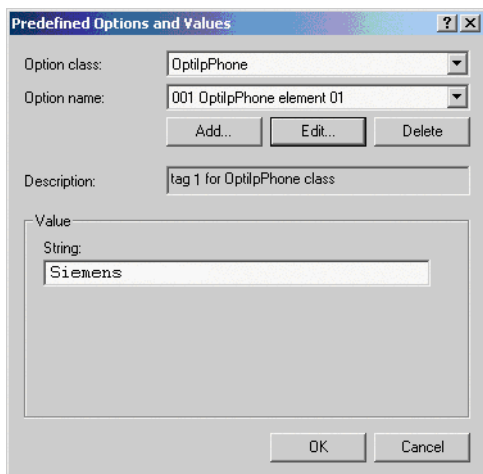 Predefined Options and Values
Option class: OptiIpPhone
Option name: 001 OptiIpPhone element 01
Add... Edit... Delete
Description: tag 1 for OptiIpPhone class
Value
String:
Siemens
OK Cancel